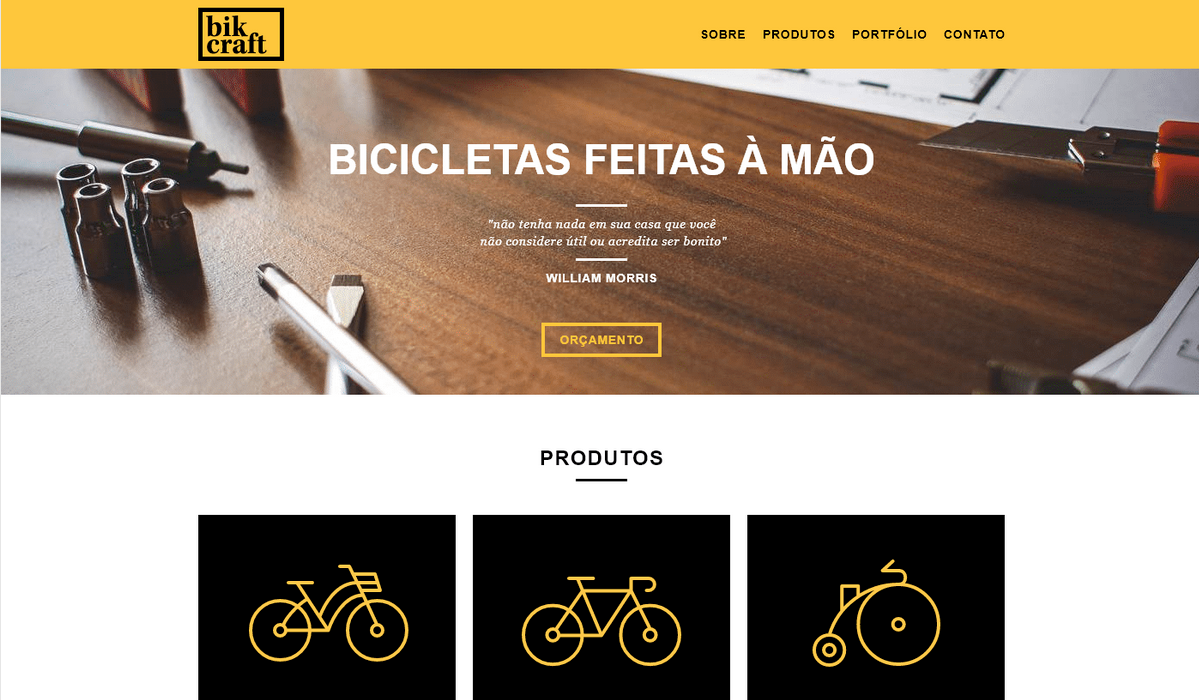 bik
craft
SOBRE PRODUTOS PORTFÓLIO CONTATO
BICICLETAS FEITAS À MÃO
"não tenha nada em sua casa que você
não considere útil ou acredita ser bonito"
WILLIAM MORRIS
ORÇAMENTO
PRODUTOS